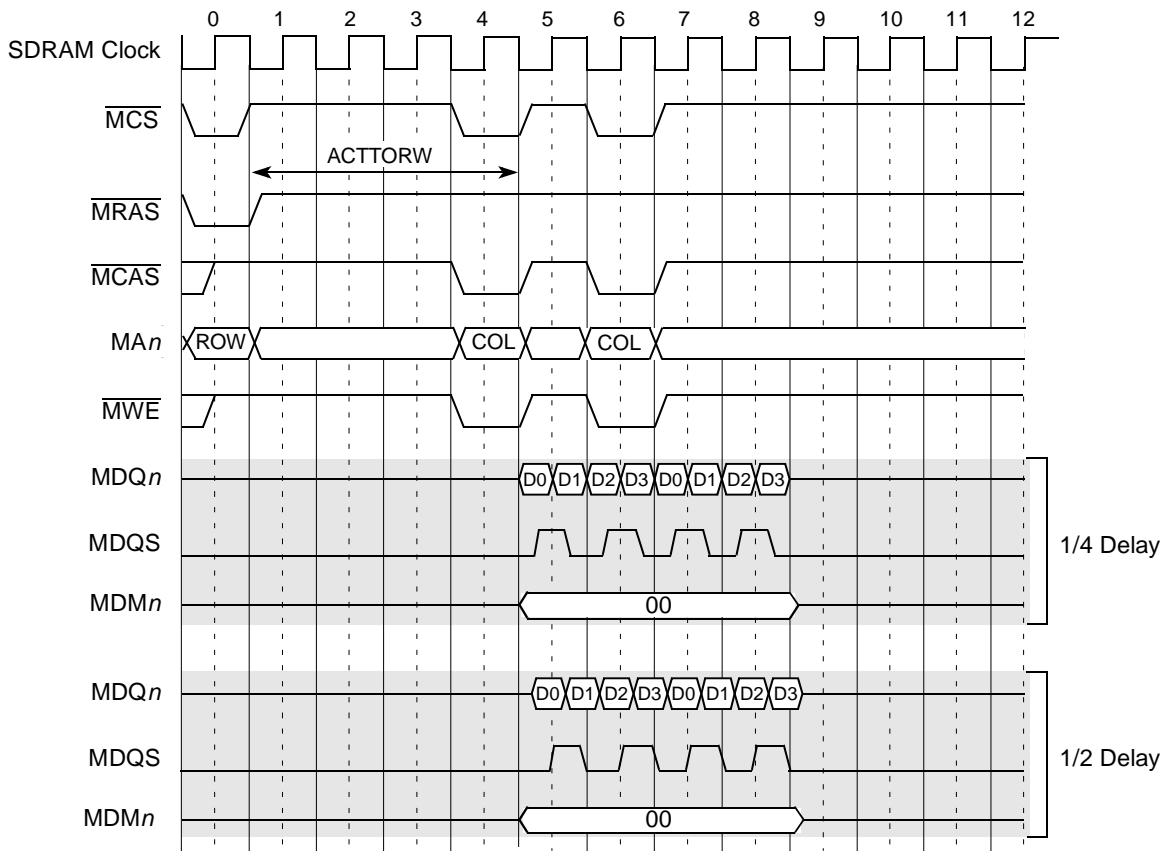 0 1 2 3 4 5 6 7 8 9 10 11 12
SDRAM Clock
MCS
ACTTORW
MRAS
MCAS
MAn ROW COL COL
MWE
MDQn D0 D1 D2 D3 D0 D1 D2 D3
MDQS
1/4 Delay
MDMn 00
MDQn D0 D1 D2 D3 D0 D1 D2 D3
MDQS
1/2 Delay
MDMn 00